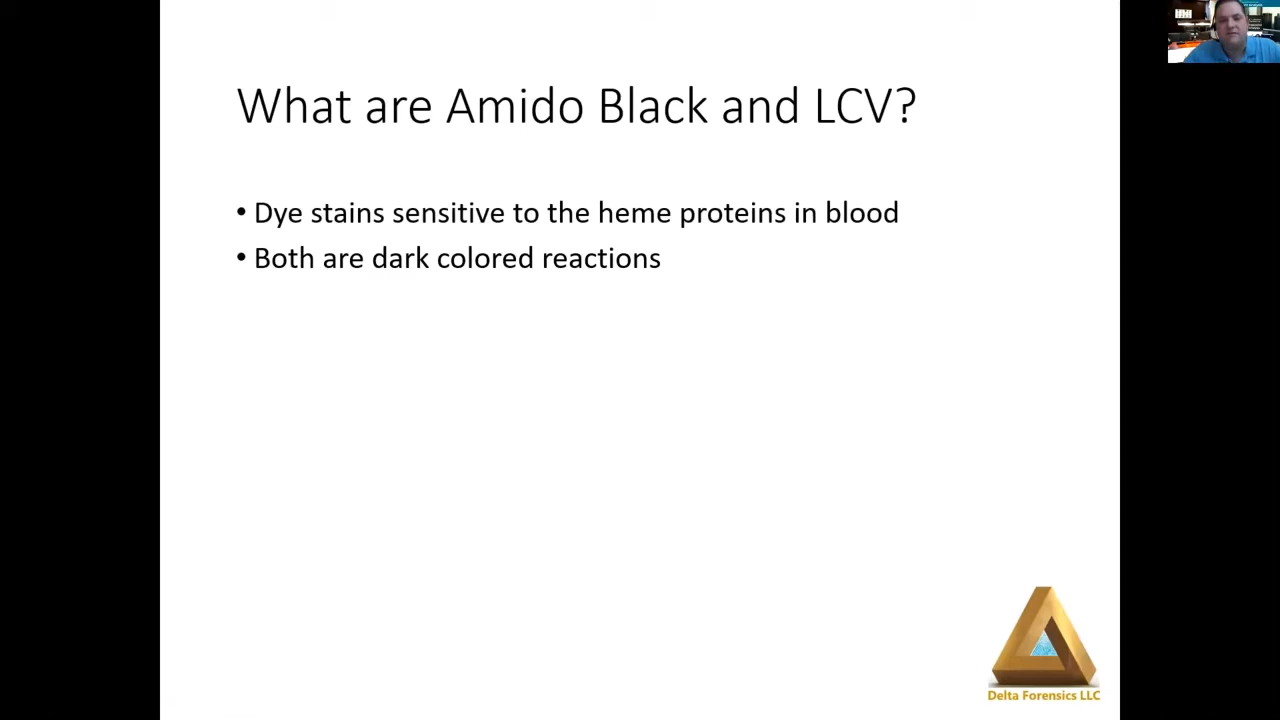 What are Amido Black and LCV?
• Dye stains sensitive to the heme proteins in blood
• Both are dark colored reactions
Delta Forensics LLC